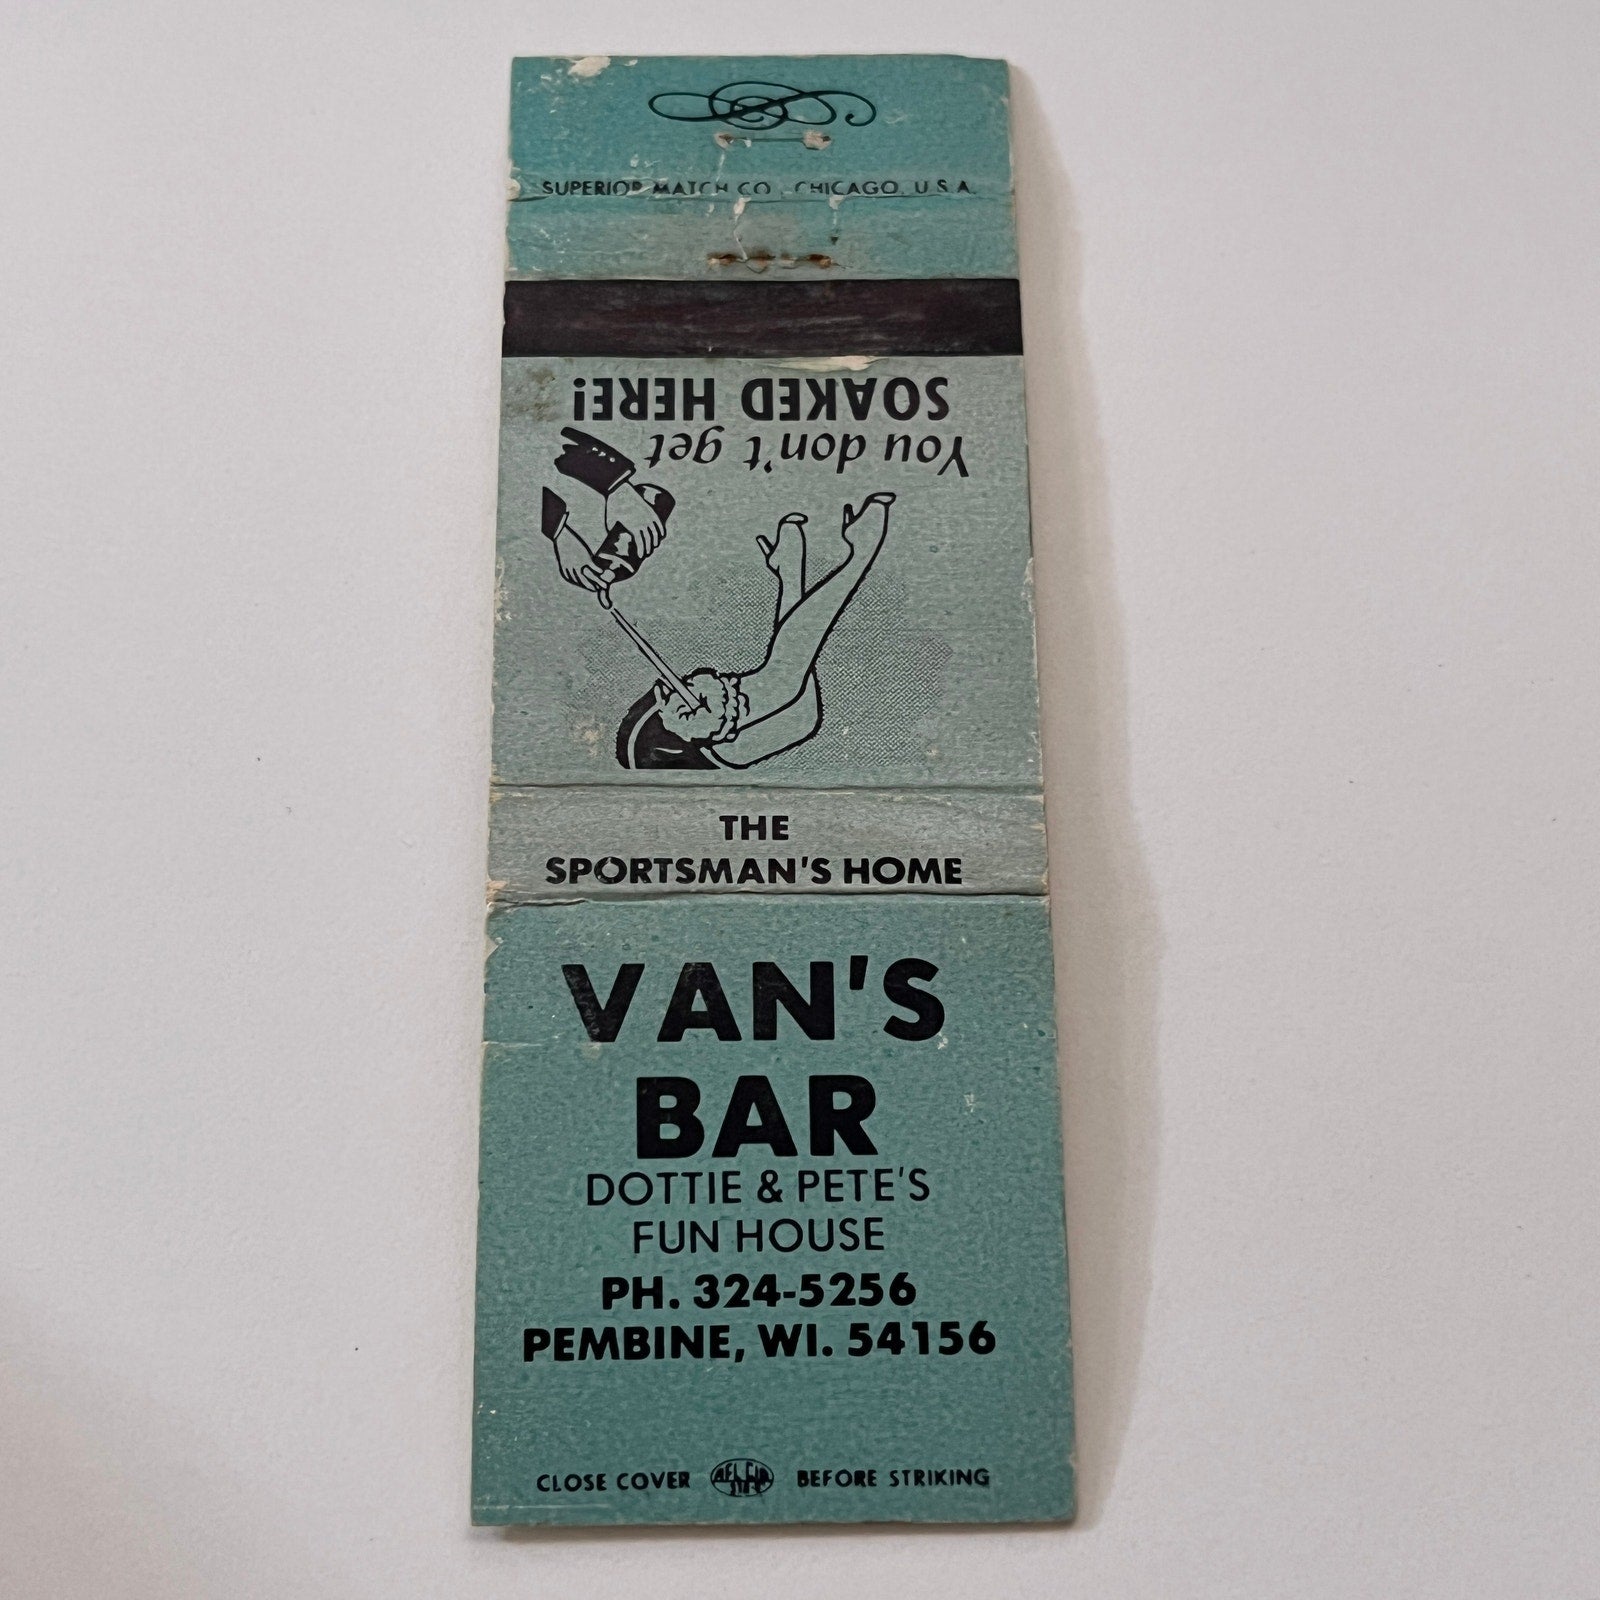 SUPERIOR MATCH CO., CHICAGO, U.S.A.
You don't get
SOAKED HERE!
THE
SPORTSMAN'S HOME
VAN'S
BAR
DOTTIE & PETE'S
FUN HOUSE
PH. 324-5256
PEMBINE, WI. 54156
CLOSE COVER BEFORE STRIKING